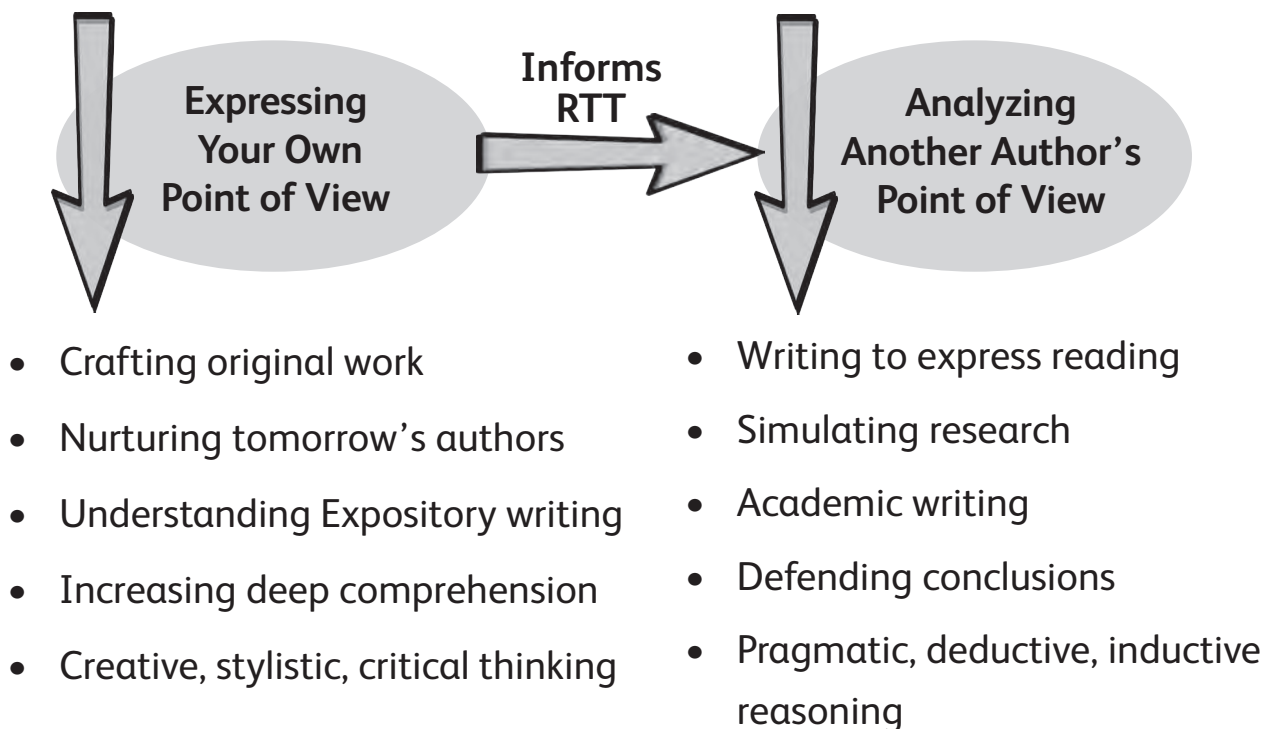 Expressing
Your Own
Point of View
Informs
RTT
Analyzing
Another Author’s
Point of View
• Crafting original work
• Nurturing tomorrow’s authors
• Understanding Expository writing
• Increasing deep comprehension
• Creative, stylistic, critical thinking
• Writing to express reading
• Simulating research
• Academic writing
• Defending conclusions
• Pragmatic, deductive, inductive
reasoning